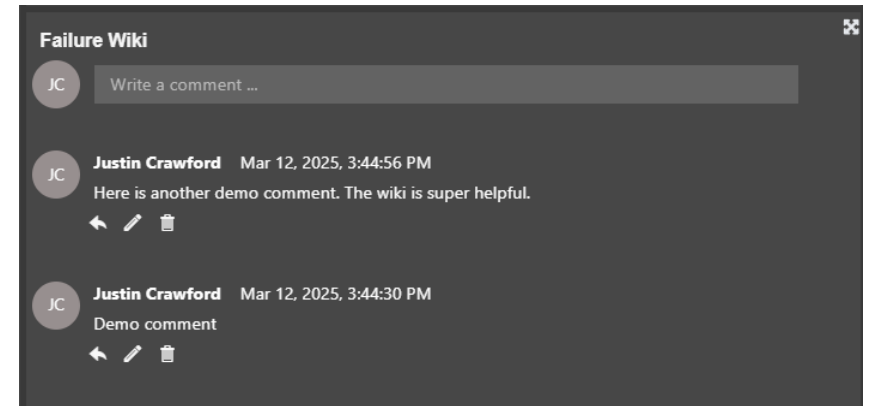 Failure Wiki
JC
Write a comment ...
JC
Justin Crawford Mar 12, 2025, 3:44:56 PM
Here is another demo comment. The wiki is super helpful.
JC
Justin Crawford Mar 12, 2025, 3:44:30 PM
Demo comment